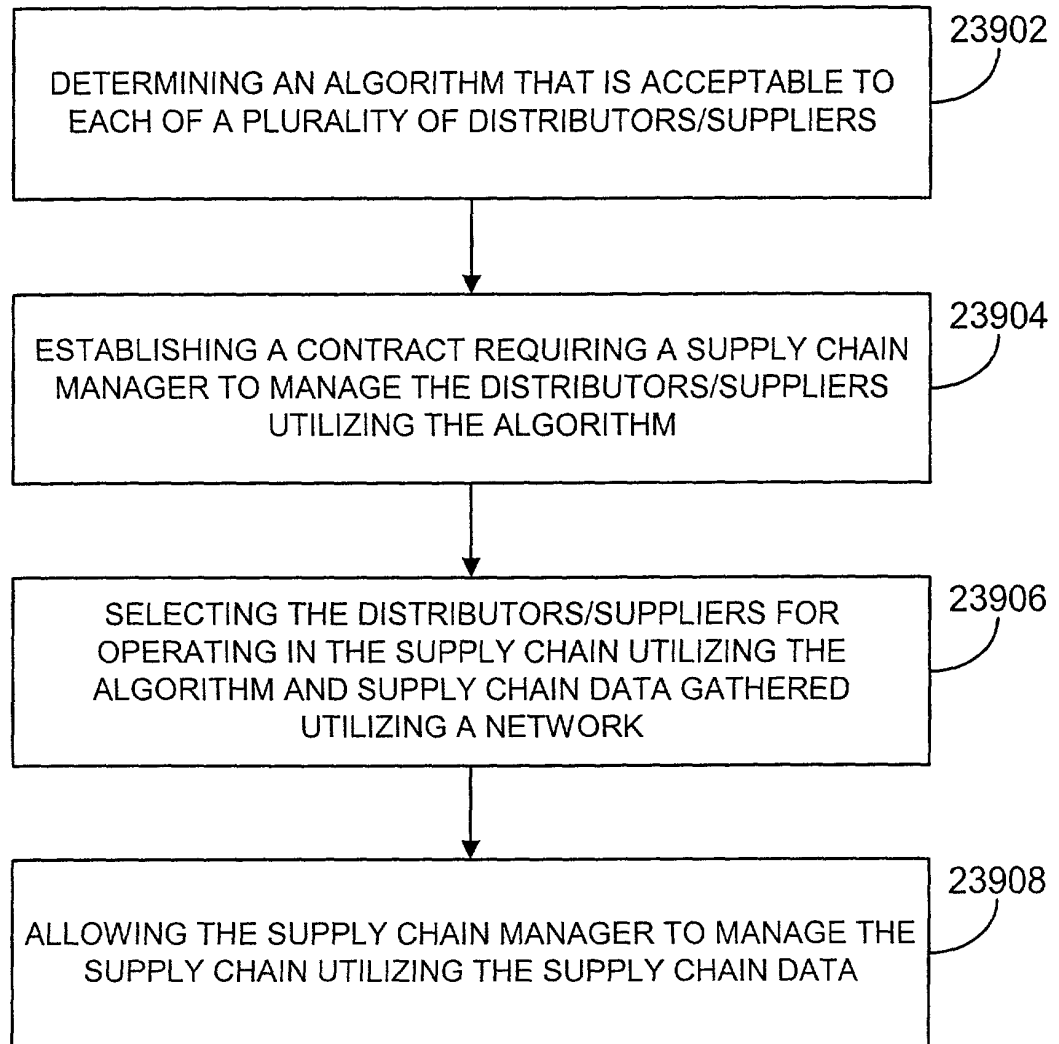 23902
DETERMINING AN ALGORITHM THAT IS ACCEPTABLE TO
EACH OF A PLURALITY OF DISTRIBUTORS/SUPPLIERS
23904
ESTABLISHING A CONTRACT REQUIRING A SUPPLY CHAIN
MANAGER TO MANAGE THE DISTRIBUTORS/SUPPLIERS
UTILIZING THE ALGORITHM
23906
SELECTING THE DISTRIBUTORS/SUPPLIERS FOR
OPERATING IN THE SUPPLY CHAIN UTILIZING THE
ALGORITHM AND SUPPLY CHAIN DATA GATHERED
UTILIZING A NETWORK
23908
ALLOWING THE SUPPLY CHAIN MANAGER TO MANAGE THE
SUPPLY CHAIN UTILIZING THE SUPPLY CHAIN DATA